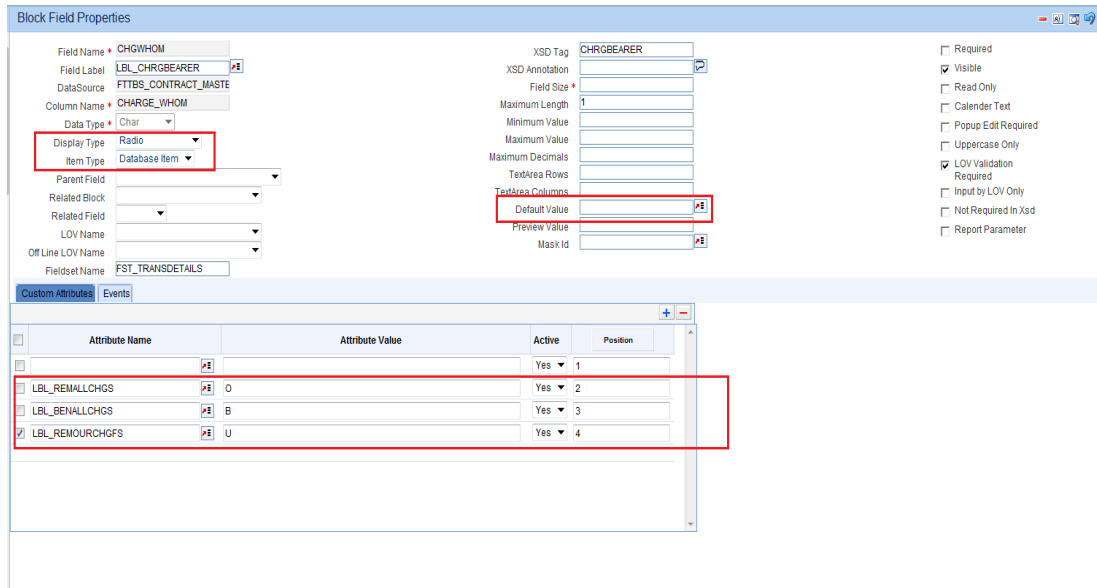 Block Field Properties
Field Name * CHGWHOM
Field Label LBL_CHRGBEARER
DataSource FTTBS_CONTRACT_MASTE
Column Name * CHARGE_WHOM
Data Type * Char
Display Type Radio
Item Type Database Item
Parent Field
Related Block
Related Field
LOV Name
Off Line LOV Name
Fieldset Name FST_TRANSDETAILS
XSD Tag CHRGBEARER
XSD Annotation
Field Size *
Maximum Length 1
Minimum Value
Maximum Value
Maximum Decimals
TextArea Rows
TextArea Columns
Default Value
Preview Value
Mask Id
Required
Visible
Read Only
Calender Text
Popup Edit Required
Uppercase Only
LOV Validation
Required
Input by LOV Only
Not Required In Xsd
Report Parameter
Custom Attributes Events
Attribute Name Attribute Value Active Position
Yes 1
LBL_REMALLCHGS O Yes 2
LBL_BENALLCHGS B Yes 3
LBL_REMOURCHGFS U Yes 4